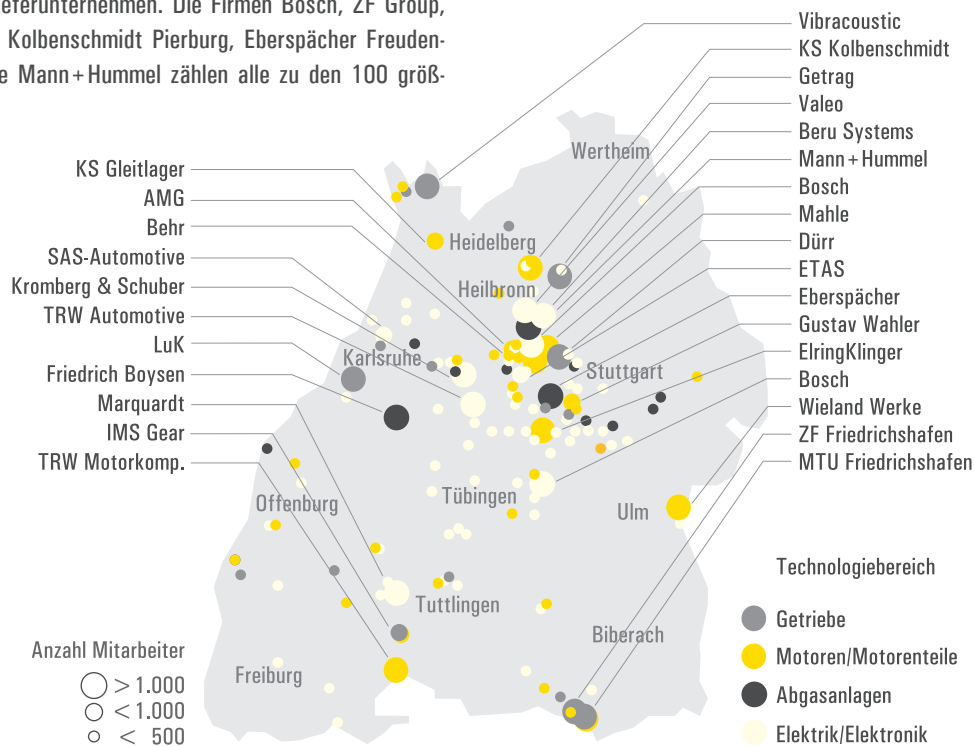 eferunternehmen. Die Firmen Bosch, ZF Group,
Kolbenschmidt Pierburg, Eberspächer Freuden-
e Mann+Hummel zählen alle zu den 100 größ-
Vibracoustic
KS Kolbenschmidt
Getrag
Valeo
Beru Systems
Mann+Hummel
Bosch
Mahle
Dürr
ETAS
Eberspächer
Gustav Wahler
ElringKlinger
Bosch
Wieland Werke
ZF Friedrichshafen
MTU Friedrichshafen
KS Gleitlager
AMG
Behr
SAS-Automotive
Kromberg & Schuber
TRW Automotive
LuK
Friedrich Boysen
Marquardt
IMS Gear
TRW Motorkomp.
Wertheim
Heidelberg
Heilbronn
Karlsruhe
Stuttgart
Tübingen
Offenburg
Ulm
Tuttlingen
Biberach
Freiburg
Anzahl Mitarbeiter
> 1.000
< 1.000
< 500
Technologiebereich
Getriebe
Motoren/Motorenteile
Abgasanlagen
Elektrik/Elektronik